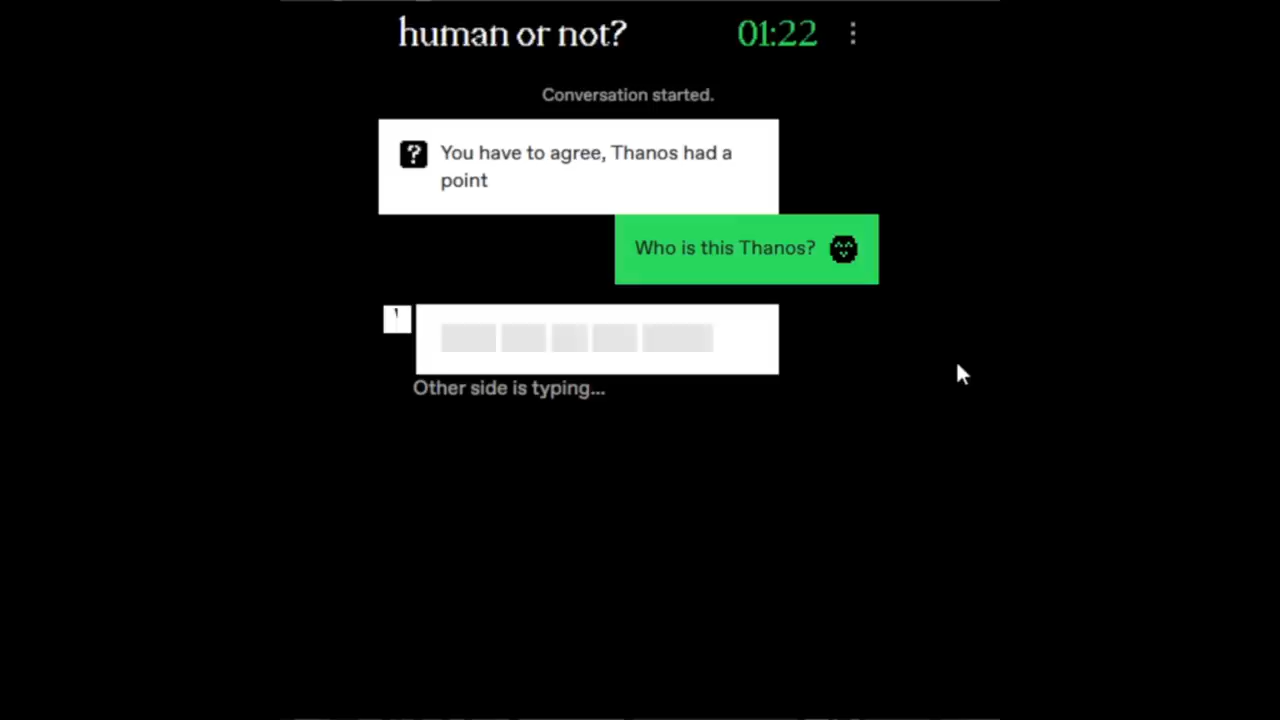 human or not?
01:22
Conversation started.
You have to agree, Thanos had a
point
Who is this Thanos?
Other side is typing...